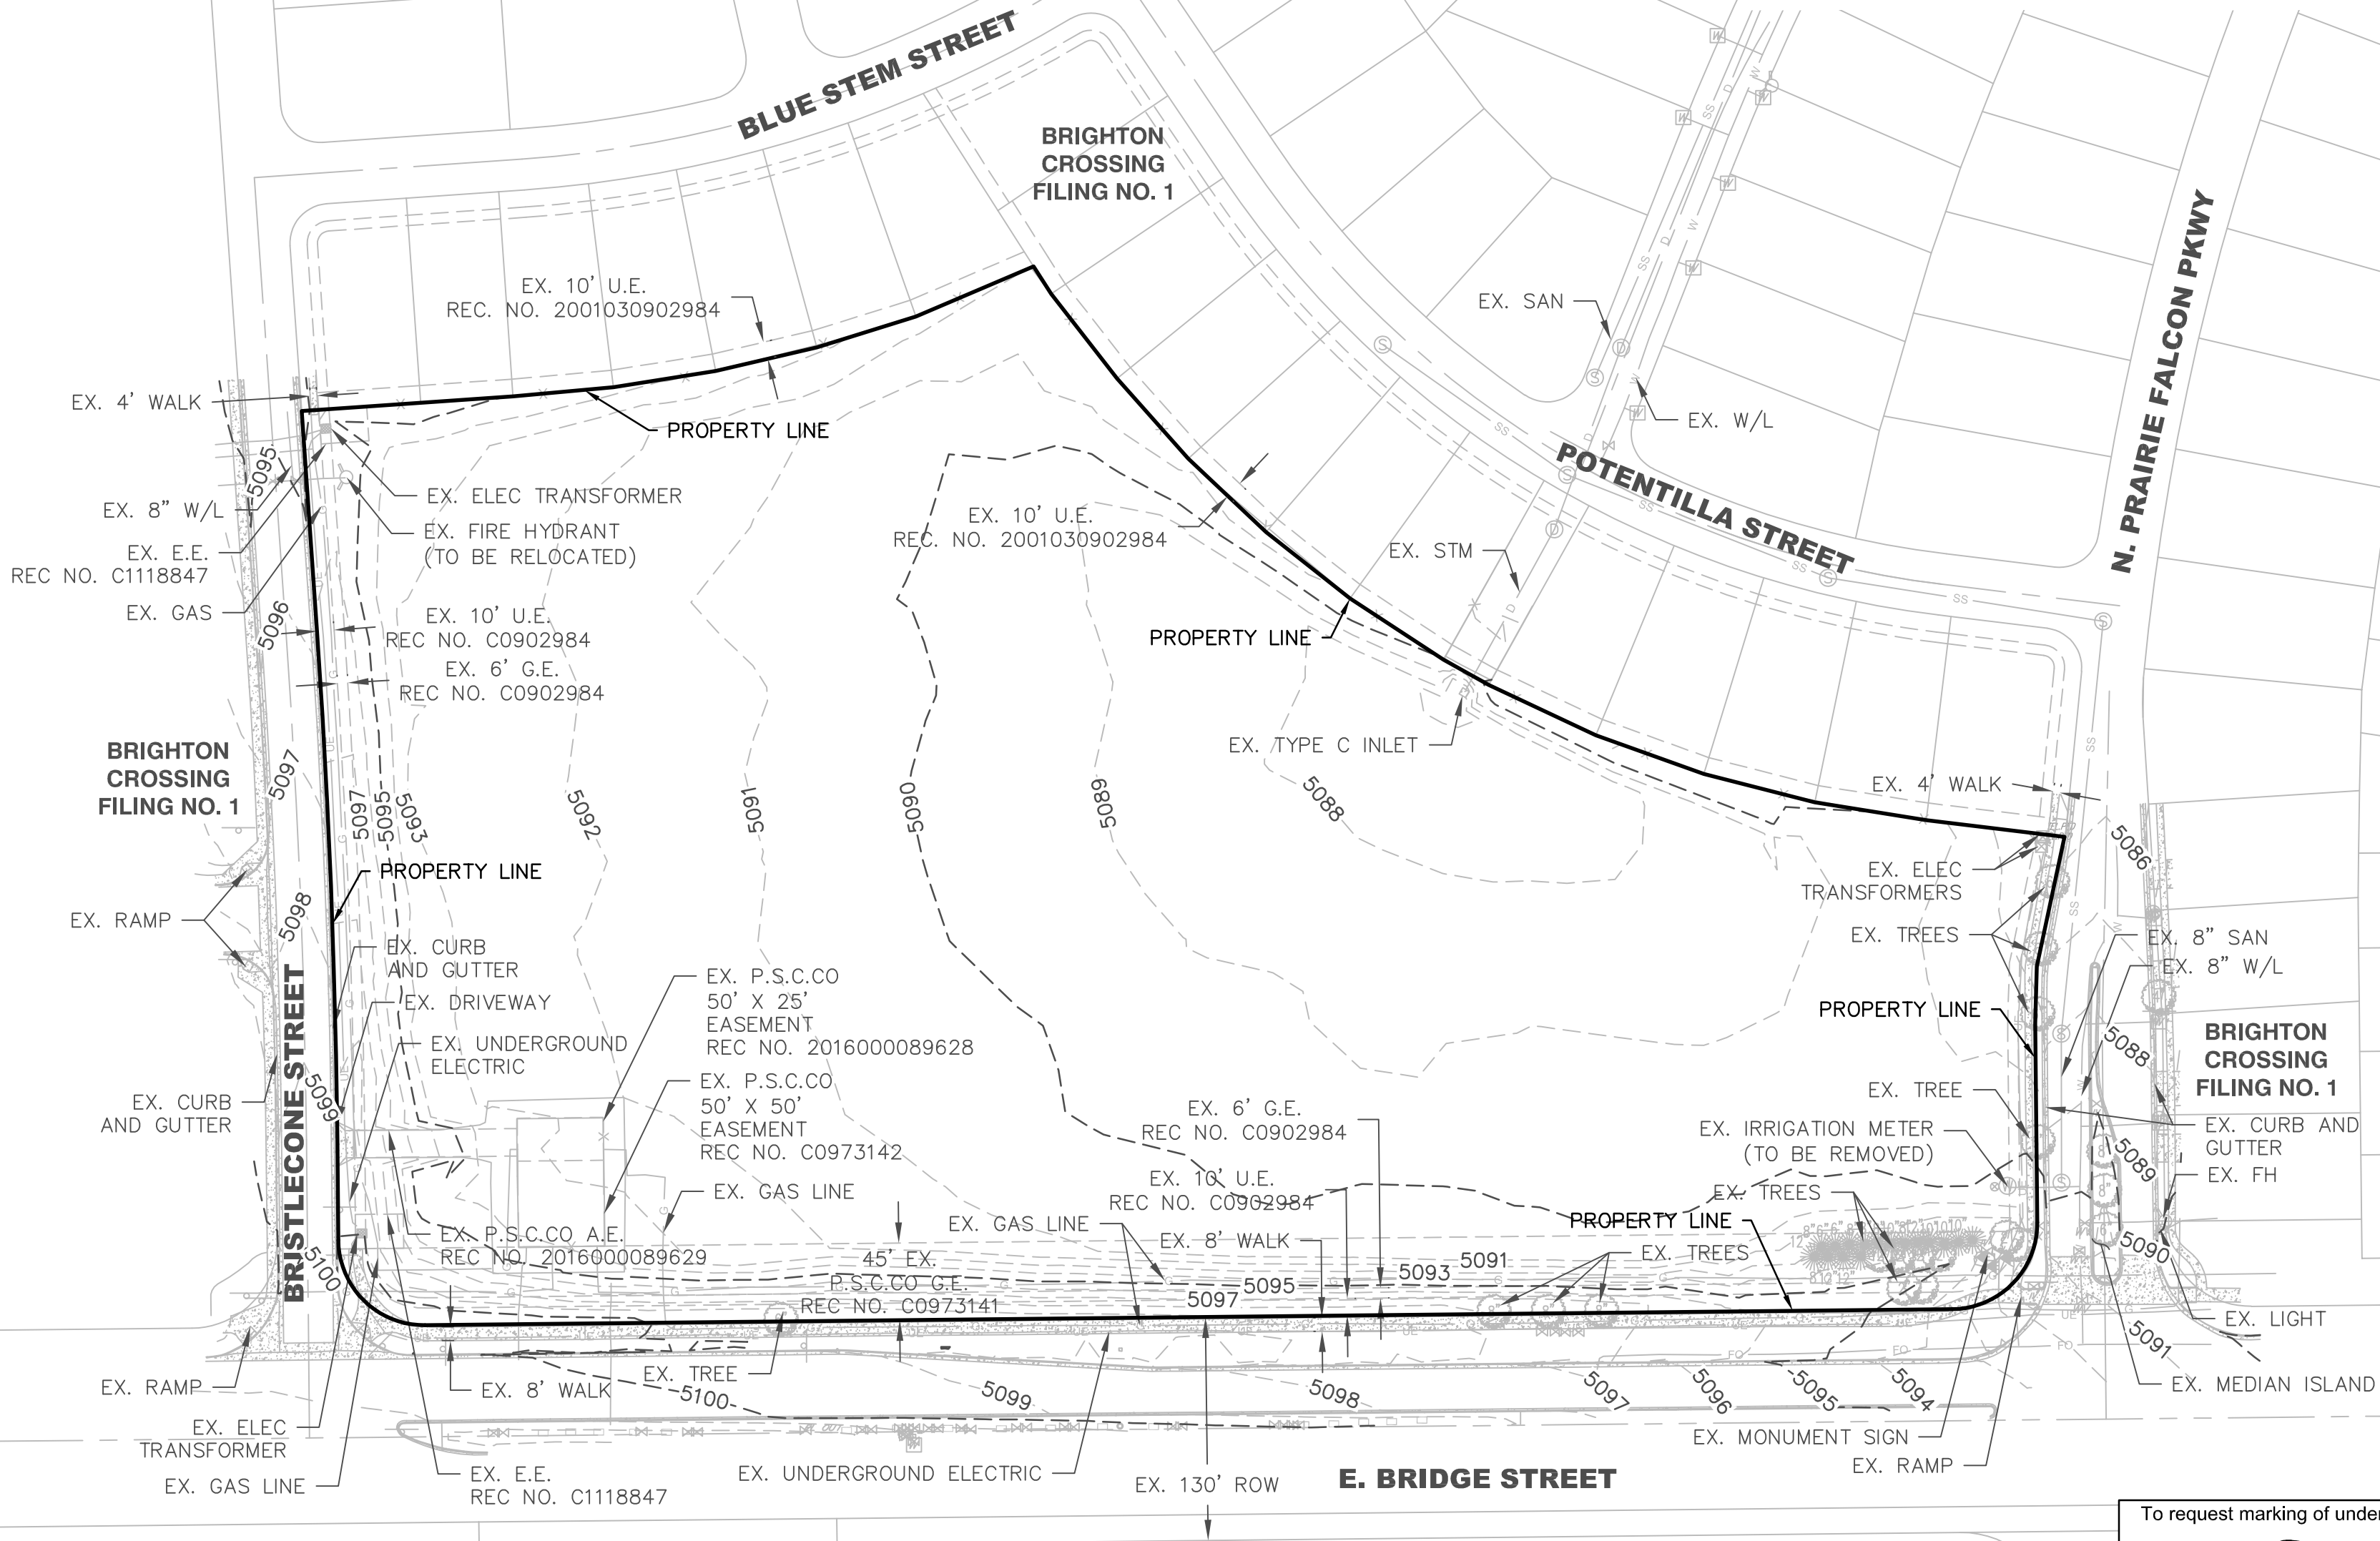 BLUE STEM STREET
BRIGHTON
CROSSING
FILING NO. 1
N. PRAIRIE FALCON PKWY
EX. 10' U.E.
REC. NO. 2001030902984
EX. SAN
EX. 4' WALK
PROPERTY LINE
EX. W/L
POTENTILLA STREET
5095
EX. 8" W/L
EX. ELEC TRANSFORMER
EX. FIRE HYDRANT
(TO BE RELOCATED)
EX. 10' U.E.
REC. NO. 2001030902984
EX. STM
EX. E.E.
REC NO. C1118847
EX. GAS
5096
EX. 10' U.E.
REC NO. C0902984
EX. 6' G.E.
REC NO. C0902984
PROPERTY LINE
EX. TYPE C INLET
BRIGHTON
CROSSING
FILING NO. 1
5097
5097
5095
5093
5092
5091
5090
5089
5088
EX. 4' WALK
5086
PROPERTY LINE
EX. ELEC
TRANSFORMERS
EX. RAMP
5098
EX. TREES
EX. CURB
AND GUTTER
EX. 8" SAN
EX. 8" W/L
EX. P.S.C.CO
50' X 25'
EASEMENT
REC NO. 2016000089628
EX. DRIVEWAY
PROPERTY LINE
EX. UNDERGROUND
ELECTRIC
BRISTLECONE STREET
5088
BRIGHTON
CROSSING
FILING NO. 1
EX. P.S.C.CO
50' X 50'
EASEMENT
REC NO. C0973142
5099
EX. CURB
AND GUTTER
EX. 6' G.E.
REC NO. C0902984
EX. TREE
EX. IRRIGATION METER
(TO BE REMOVED)
EX. CURB AND
GUTTER
5089
EX. FH
EX. 10' U.E.
REC NO. C0902984
EX. GAS LINE
EX. TREES
EX. GAS LINE
PROPERTY LINE
EX. P.S.C.CO A.E.
REC NO. 2016000089629
EX. 8' WALK
EX. TREES
5090
5100
45' EX.
P.S.C.CO G.E.
REC NO. C0973141
5091
5093
5095
5097
EX. LIGHT
5091
EX. RAMP
EX. 8' WALK
EX. TREE
5100
5099
5098
5097
5096
5095
5094
EX. MEDIAN ISLAND
EX. ELEC
TRANSFORMER
EX. MONUMENT SIGN
EX. RAMP
EX. GAS LINE
EX. E.E.
REC NO. C1118847
EX. UNDERGROUND ELECTRIC
EX. 130' ROW
E. BRIDGE STREET
To request marking of under